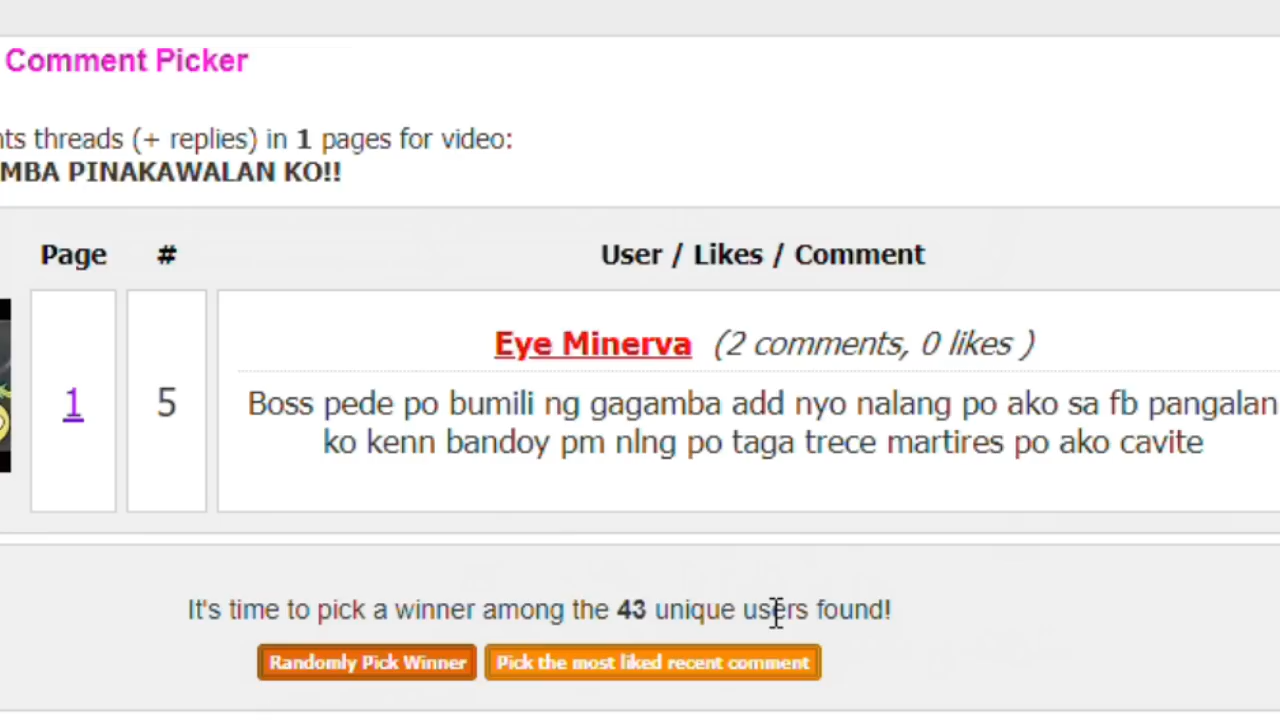 Comment Picker
threads (+ replies) in 1 pages for video:
PINAKAWALAN KO!!
Page # User / Likes / Comment
Eye Minerva (2 comments, 0 likes )
1 5 Boss pede po bumili ng gagamba add nyo nalang po ako sa fb pangalan
ko kenn bandoy pm nlng po taga trece martires po ako cavite
It's time to pick a winner among the 43 unique users found!
Randomly Pick Winner Pick the most liked recent comment